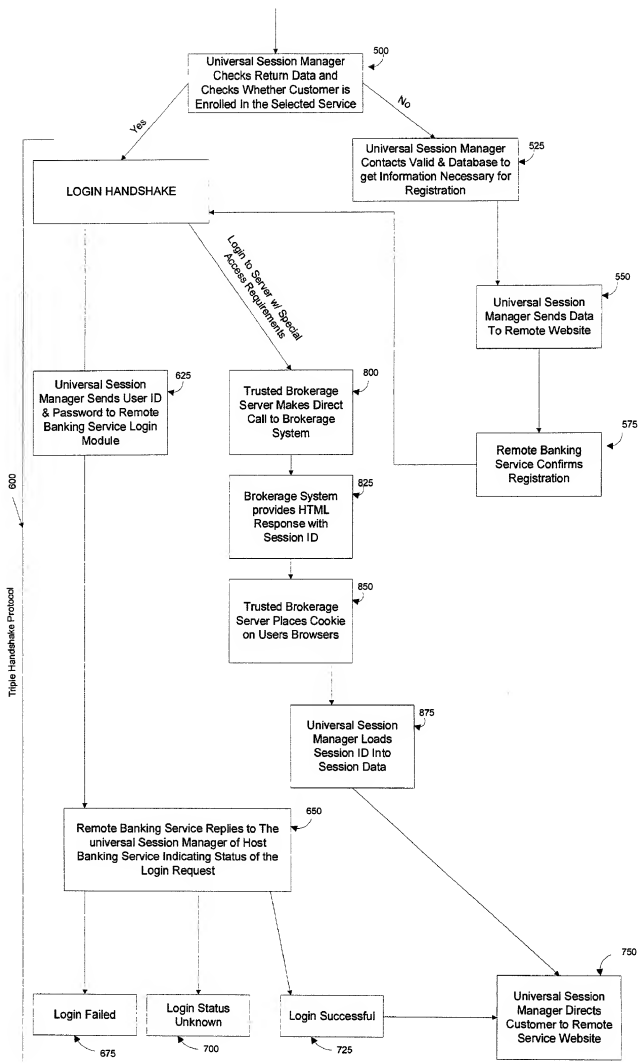 500
Universal Session Manager
Checks Return Data and
Checks Whether Customer is
Enrolled In the Selected Service
Yes
No
LOGIN HANDSHAKE
Universal Session Manager
Contacts Valid & Database to
get Information Necessary for
Registration
525
Login to Server w/ Special
Access Requirements
550
Universal Session
Manager Sends Data
To Remote Website
Universal Session
Manager Sends User ID
& Password to Remote
Banking Service Login
Module
625
Trusted Brokerage
Server Makes Direct
Call to Brokerage
System
800
575
Remote Banking
Service Confirms
Registration
600
Triple Handshake Protocol
Brokerage System
provides HTML
Response with
Session ID
825
850
Trusted Brokerage
Server Places Cookie
on Users Browsers
875
Universal Session
Manager Loads
Session ID Into
Session Data
650
Remote Banking Service Replies to The
universal Session Manager of Host
Banking Service Indicating Status of the
Login Request
Login Failed
675
Login Status
Unknown
700
Login Successful
725
750
Universal Session
Manager Directs
Customer to Remote
Service Website